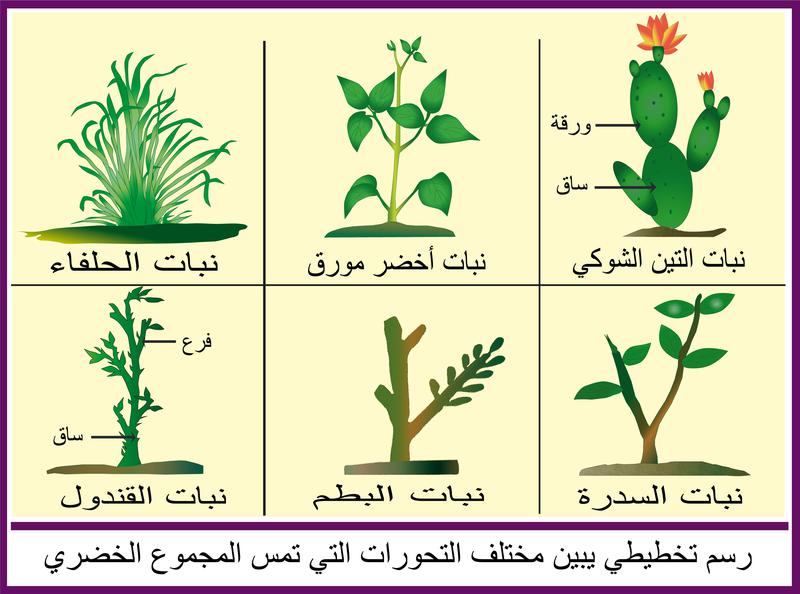 ورقة
ساق
نبات التين الشوكي
نبات أخضر مورق
نبات الحلفاء
نبات السدرة
نبات البطم
فرع
ساق
نبات القندول
رسم تخطيطي يبين مختلف التحورات التي تمس المجموع الخضري